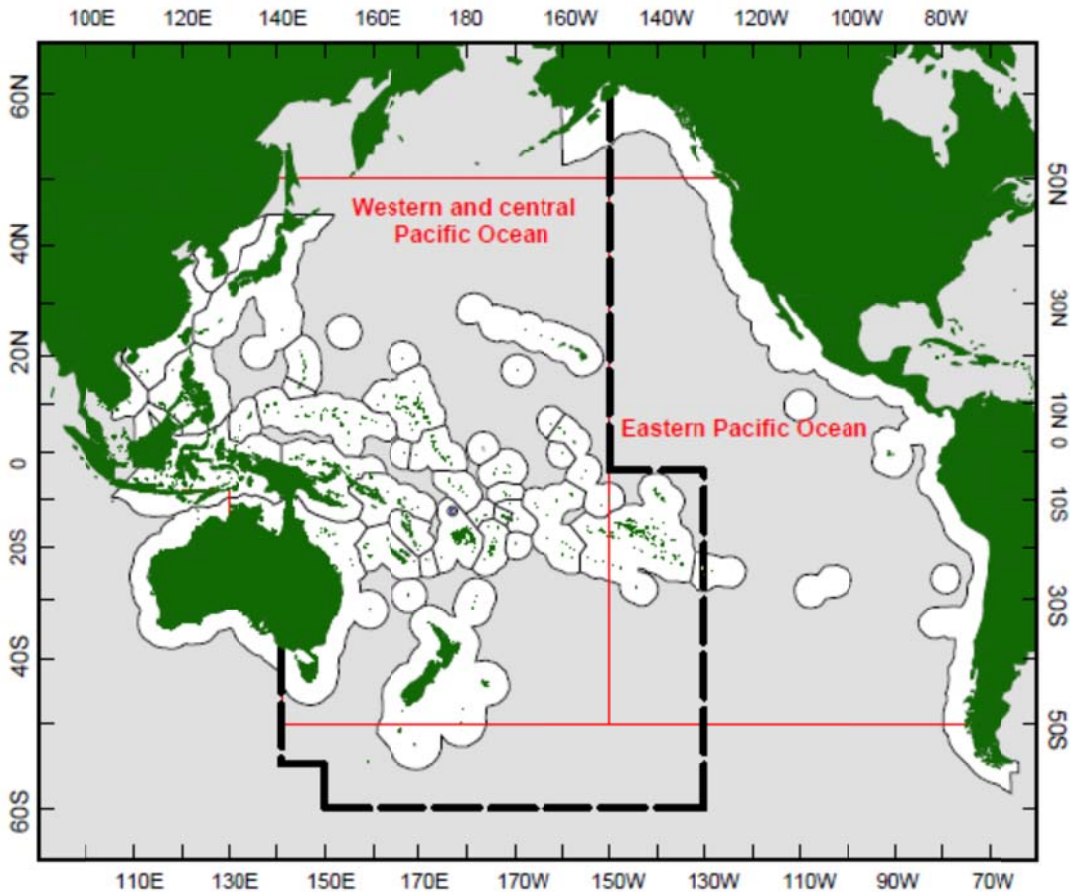 100E 120E 140E 160E 180 160W 140W 120W 100W 80W
60N
50N
Western and central
Pacific Ocean
40N
30N
20N
10N
Eastern Pacific Ocean
0
0
10S
20S
30S
40S
50S
60S
110E 130E 150E 170E 170W 150W 130W 110W 90W 70W